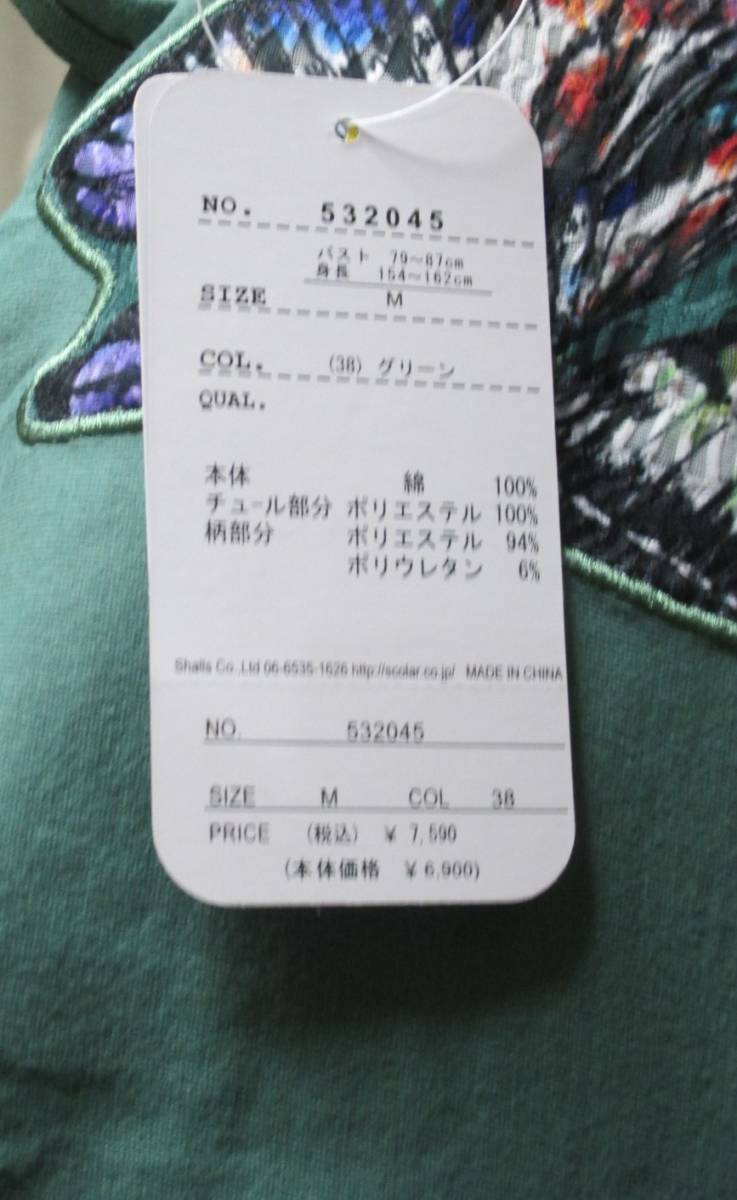 NO. 532045
バスト 79~87cm
身長 154~162cm
SIZE M
COL. (38) グリーン
QUAL.
本体 綿 100%
チュール部分 ポリエステル 100%
柄部分 ポリエステル 94%
ポリウレタン 6%
Shalls Co.,Ltd 06-6535-1626 http://scolar.co.jp/ MADE IN CHINA
NO. 532045
SIZE M COL 38
PRICE (税込) ¥ 7,590
(本体価格 ¥ 6,900)